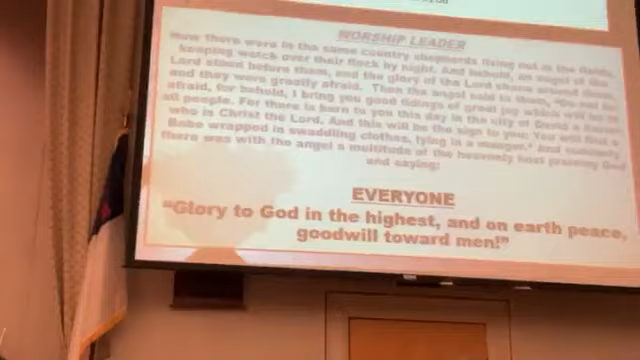 WORSHIP LEADER
Now there were in the same country shepherds living out in the fields,
keeping watch over their flock by night. And behold, an angel of the
Lord stood before them, and the glory of the Lord shone around them,
and they were greatly afraid. Then the angel said to them, "Do not be
afraid, for behold, I bring you good tidings of great joy which will be to
all people. For there is born to you this day in the city of David a Savior,
who is Christ the Lord. And this will be the sign to you: You will find a
Babe wrapped in swaddling clothes, lying in a manger." And suddenly
there was with the angel a multitude of the heavenly host praising God
and saying:
EVERYONE
"Glory to God in the highest, and on earth peace,
goodwill toward men!"